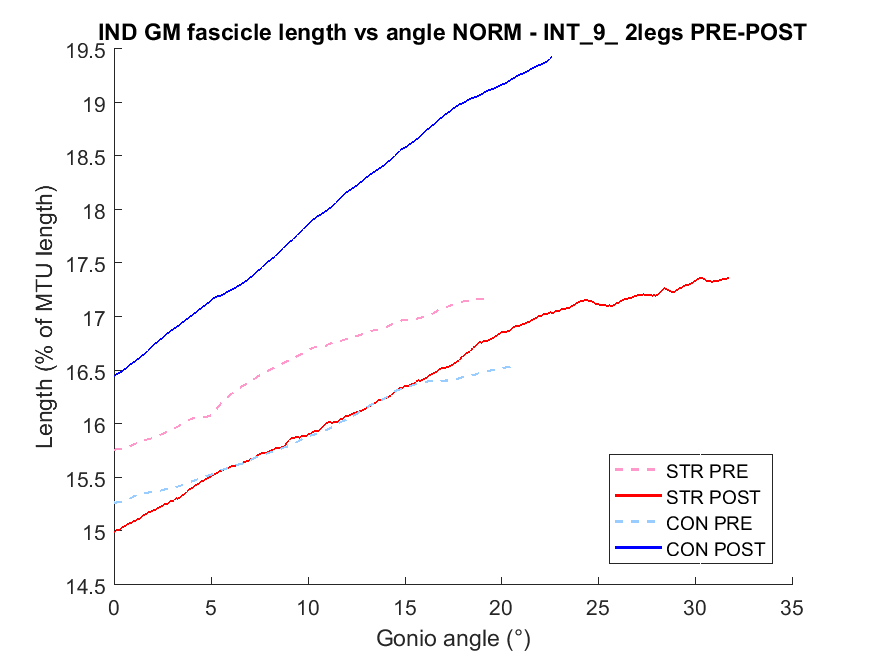 IND GM fascicle length vs angle NORM - INT_9_ 2legs PRE-POST
Length (% of MTU length)
19.5
19
18.5
18
17.5
17
16.5
16
15.5
15
14.5
0 5 10 15 20 25 30 35
Gonio angle (°)
STR PRE
STR POST
CON PRE
CON POST